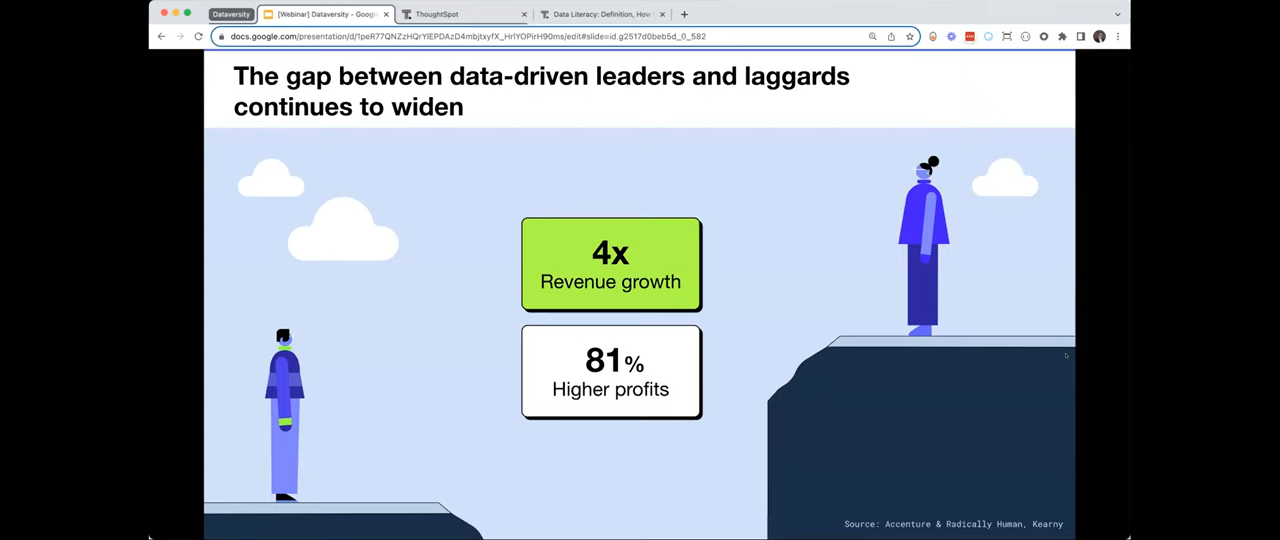 Dataversity
[Webinar] Dataversity - Google
ThoughtSpot
Data Literacy: Definition, How
docs.google.com/presentation/d/1peR77QNZzHQrYIEPDAzD4mbjtxyfX_HrlYOPirH90ms/edit#slide=id.g2517d0beb5d_0_582
The gap between data-driven leaders and laggards
continues to widen
4x
Revenue growth
81%
Higher profits
Source: Accenture & Radically Human, Kearny